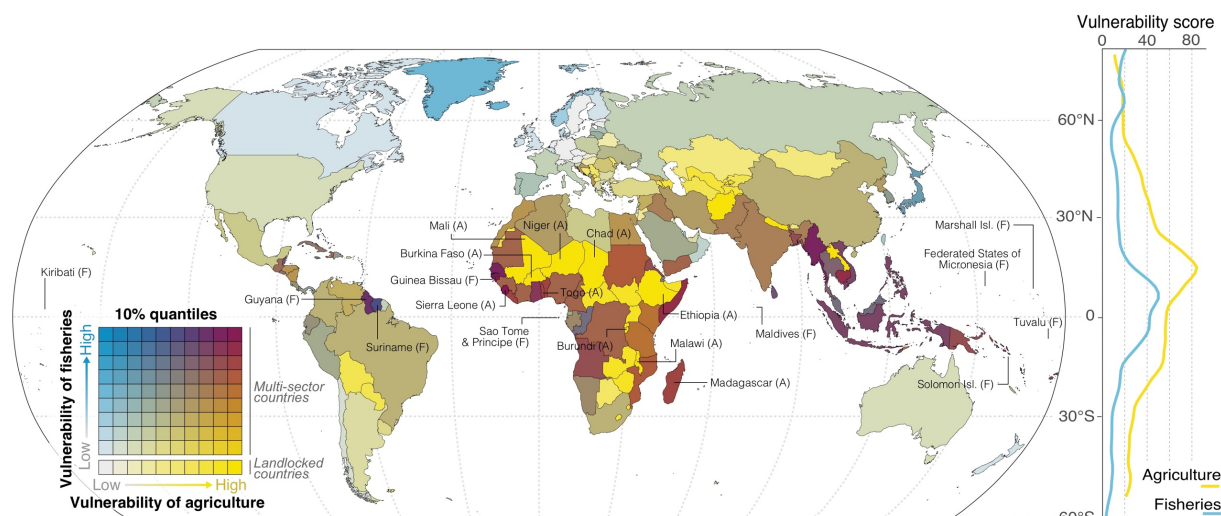 Vulnerability score
0 40 80
60°N
30°N
0
30°S
60°S
Agriculture
Fisheries
Mali (A)
Niger (A)
Chad (A)
Burkina Faso (A)
Guinea Bissau (F)
Togo (A)
Sierra Leone (A)
Sao Tome
& Principe (F)
Burundi (A)
Ethiopia (A)
Malawi (A)
Madagascar (A)
Maldives (F)
Marshall Isl. (F)
Federated States of
Micronesia (F)
Tuvalu (F)
Solomon Isl. (F)
Kiribati (F)
Guyana (F)
Suriname (F)
10% quantiles
Vulnerability of fisheries
Low
High
Multi-sector
countries
Landlocked
countries
Low
High
Vulnerability of agriculture